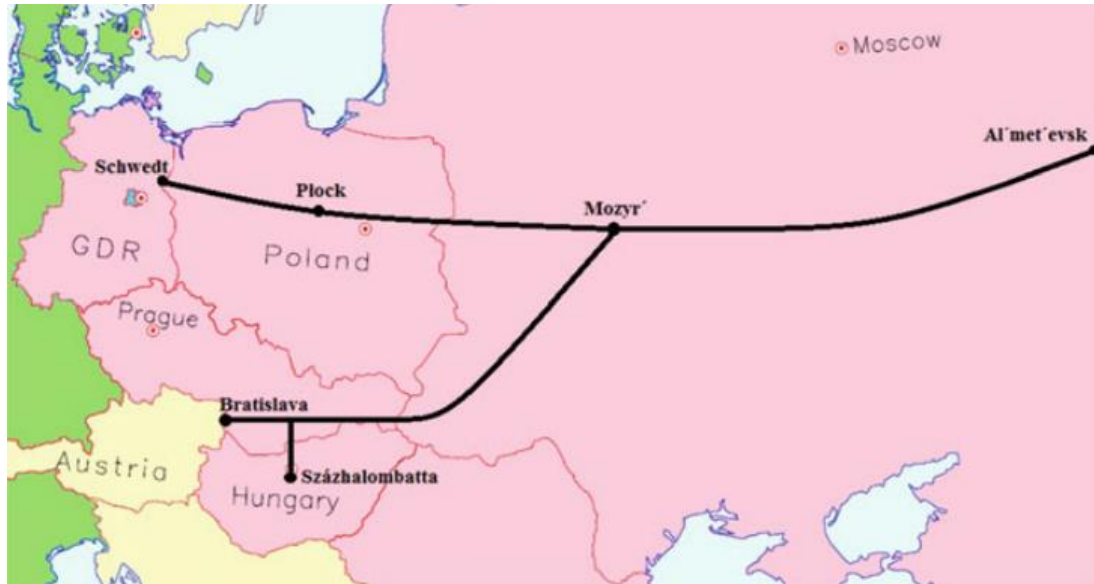 Moscow
Al´met´evsk
Schwedt
Plock
Mozyr´
GDR
Poland
Prague
Bratislava
Austria
Százhalombatta
Hungary